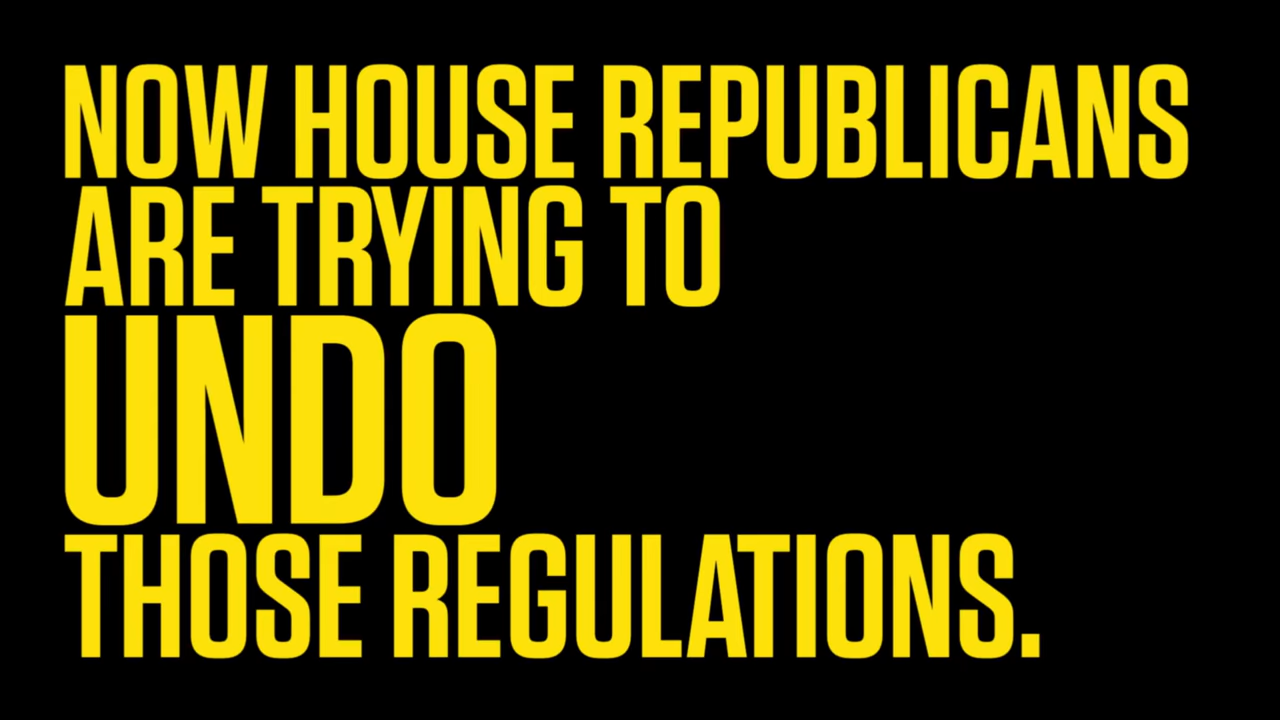 NOW HOUSE REPUBLICANS
ARE TRYING TO
UNDO
THOSE REGULATIONS.